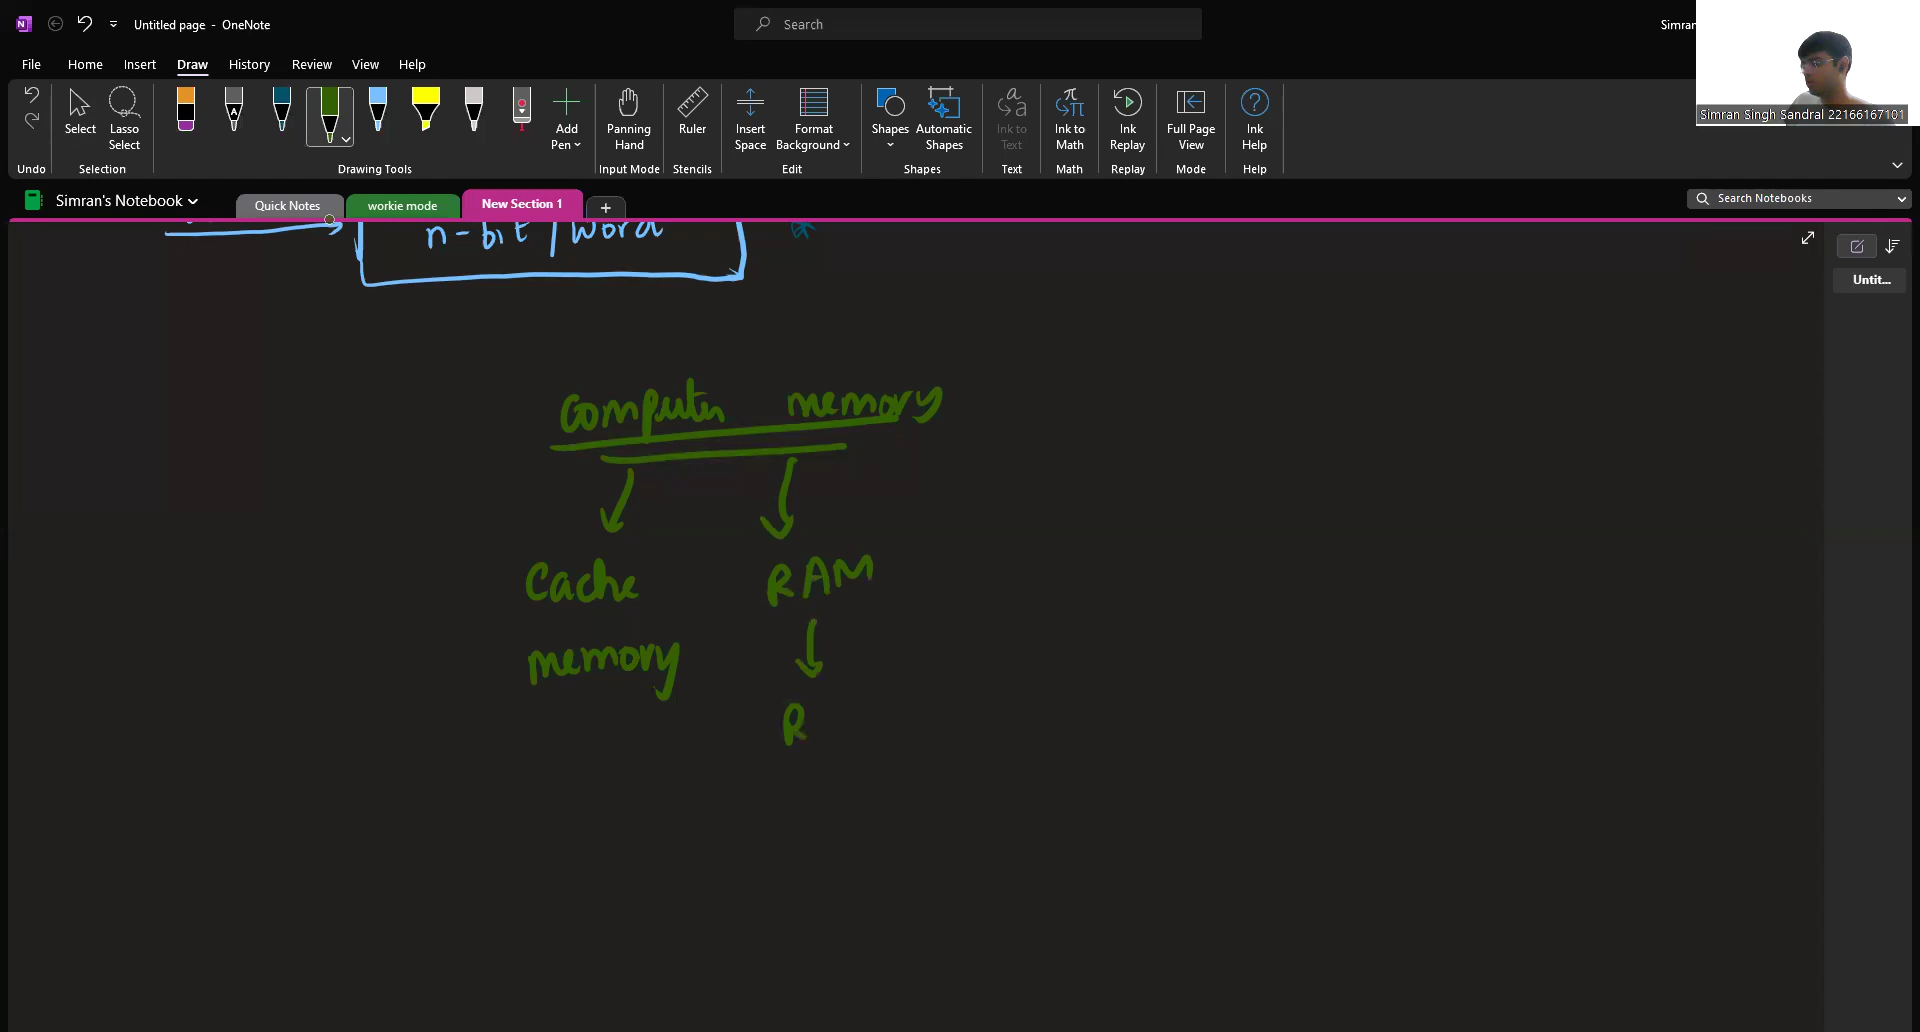 Untitled page - OneNote
Search
Simran
File Home Insert Draw History Review View Help
Select
Lasso Select
A
Add Pen
Panning Hand
Ruler
Insert Space
Format Background
Shapes
Automatic Shapes
Ink to Text
Ink to Math
Ink Replay
Full Page View
Ink Help
Undo Selection Drawing Tools Input Mode Stencils Edit Shapes Text Math Replay Mode Help
Simran Singh Sandral 22166167101
Simran's Notebook Quick Notes workie mode New Section 1 + Search Notebooks
Untit...
n-bit / word
Computer memory
Cache RAM
memory
R